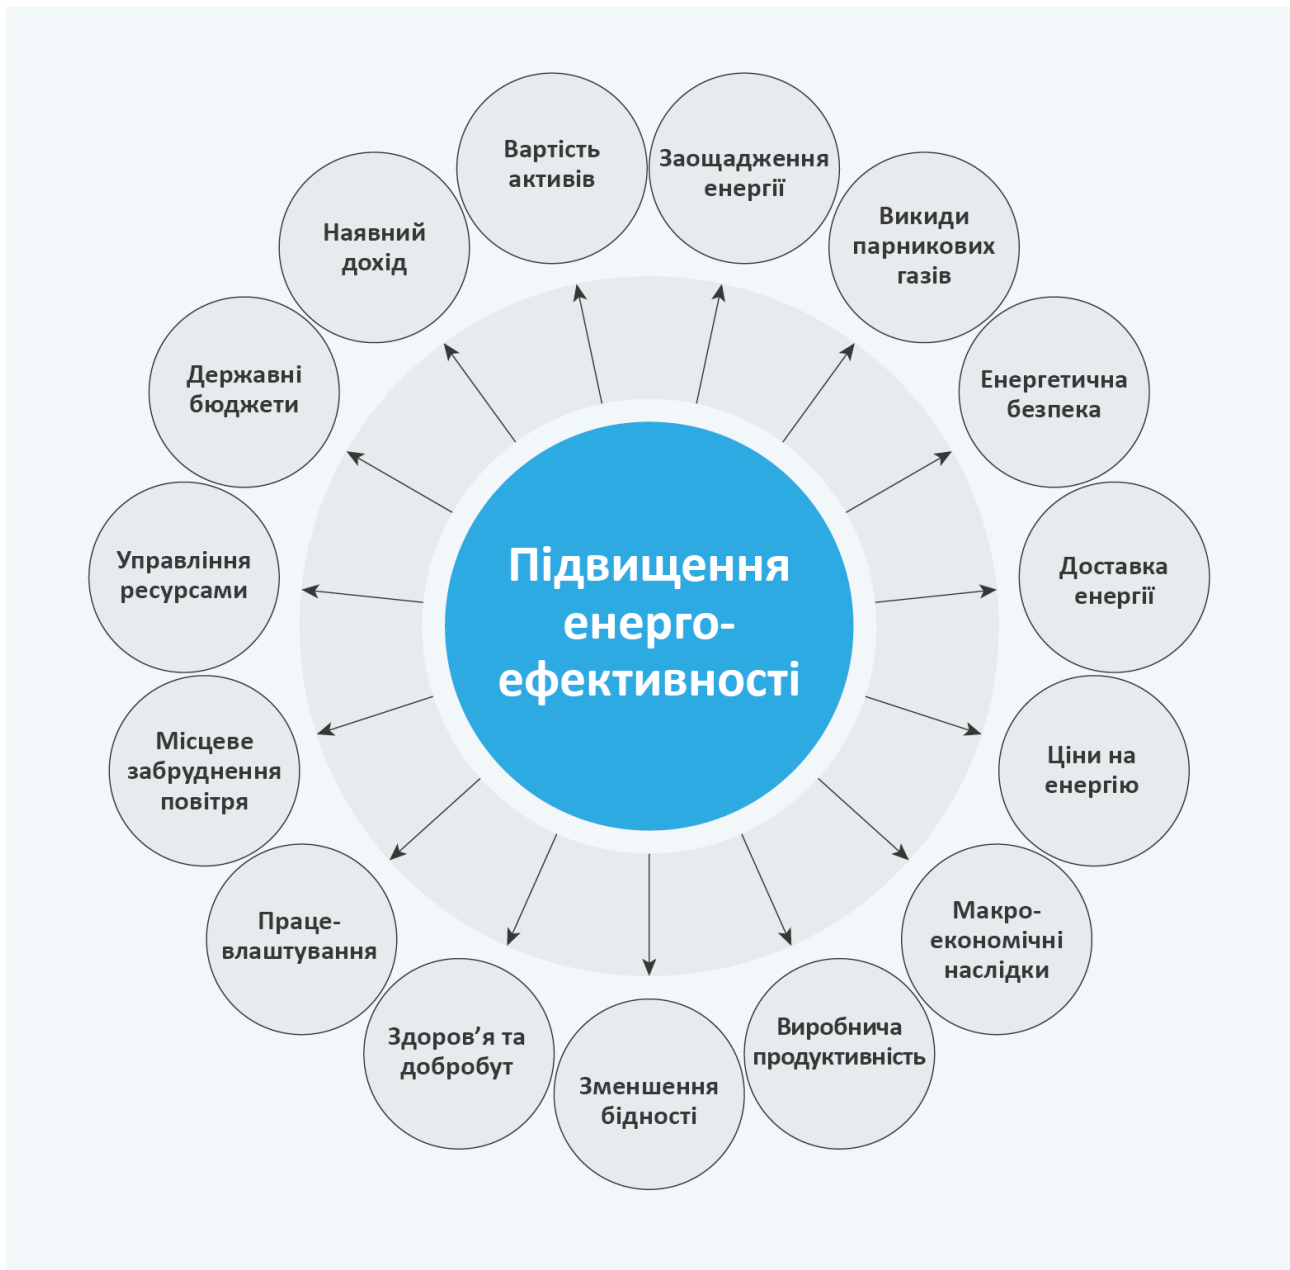 Вартість
активів
Заощадження
енергії
Викиди
парникових
газів
Енергетична
безпека
Доставка
енергії
Ціни на
енергію
Макро-
економічні
наслідки
Виробнича
продуктивність
Зменшення
бідності
Здоров’я та
добробут
Праце-
влаштування
Місцеве
забруднення
повітря
Управління
ресурсами
Державні
бюджети
Наявний
дохід
Підвищення
енерго-
ефективності